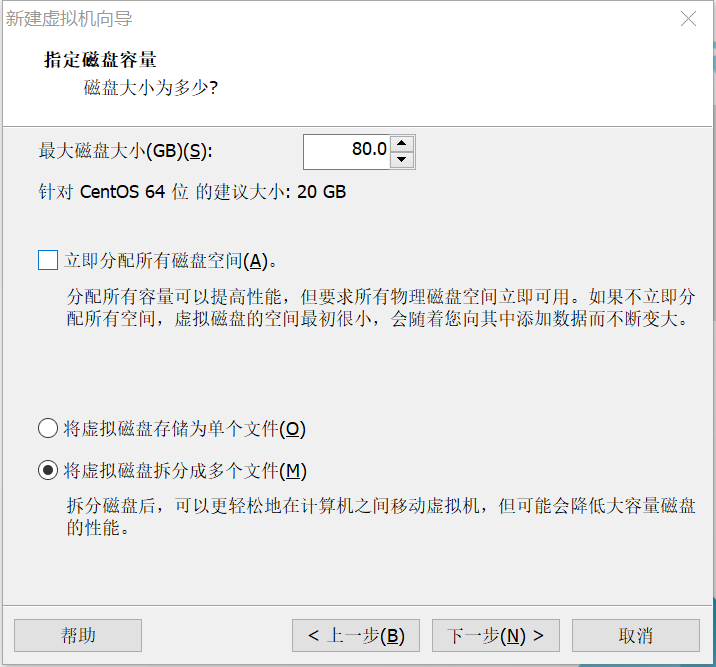 新建虚拟机向导
指定磁盘容量
磁盘大小为多少?
最大磁盘大小(GB)(S):
80.0
针对 CentOS 64 位 的建议大小: 20 GB
立即分配所有磁盘空间(A)。
分配所有容量可以提高性能，但要求所有物理磁盘空间立即可用。如果不立即分
配所有空间，虚拟磁盘的空间最初很小，会随着您向其中添加数据而不断变大。
将虚拟磁盘存储为单个文件(O)
将虚拟磁盘拆分成多个文件(M)
拆分磁盘后，可以更轻松地在计算机之间移动虚拟机，但可能会降低大容量磁盘
的性能。
帮助
< 上一步(B)
下一步(N) >
取消